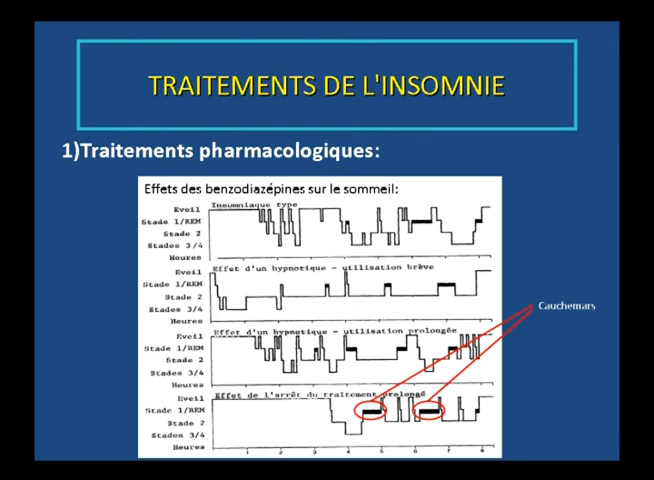 TRAITEMENTS DE L'INSOMNIE
1)Traitements pharmacologiques:
Effets des benzodiazépines sur le sommeil:
Insomniaque type
Eveil
Stade 1/REM
Stade 2
Stades 3/4
Heures
Effet d'un hypnotique - utilisation brève
Eveil
Stade 1/REM
Stade 2
Stades 3/4
Heures
Effet d'un hypnotique - utilisation prolongée
Eveil
Stade 1/REM
Stade 2
Stades 3/4
Heures
Effet de l'arrêt du traitement prolongé
Eveil
Stade 1/REM
Stade 2
Stades 3/4
Heures
1 2 3 4 5 6 7 8
Cauchemars